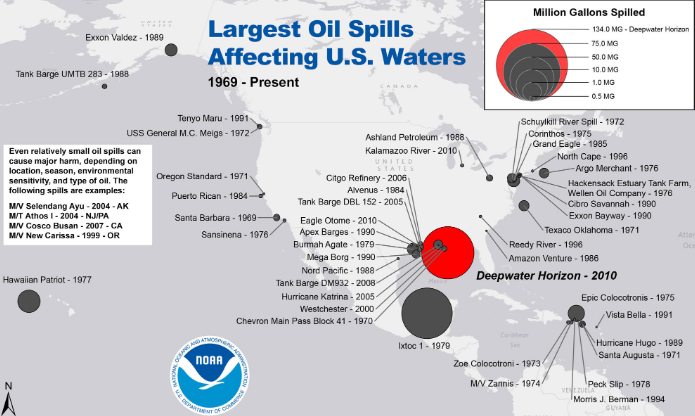 Largest Oil Spills
Affecting U.S. Waters
1969 - Present
Million Gallons Spilled
134.0 MG - Deepwater Horizon
75.0 MG
50.0 MG
10.0 MG
1.0 MG
0.5 MG
Exxon Valdez - 1989
Tank Barge UMTB 283 - 1988
CANADA
Tenyo Maru - 1991
USS General M.C. Meigs - 1972
Even relatively small oil spills can
cause major harm, depending on
location, season, environmental
sensitivity, and type of oil. The
following spills are examples:
M/V Selendang Ayu - 2004 - AK
M/T Athos I - 2004 - NJ/PA
M/V Cosco Busan - 2007 - CA
M/V New Carissa - 1999 - OR
Oregon Standard - 1971
Puerto Rican - 1984
Santa Barbara - 1969
Sansinena - 1976
Hawaiian Patriot - 1977
UNITED
STATES
Ashland Petroleum - 1988
Kalamazoo River - 2010
Citgo Refinery - 2006
Alvenus - 1984
Tank Barge DBL 152 - 2005
Eagle Otome - 2010
Apex Barges - 1990
Burmah Agate - 1979
Mega Borg - 1990
Nord Pacific - 1988
Tank Barge DM932 - 2008
Hurricane Katrina - 2005
Westchester - 2000
Chevron Main Pass Block 41 - 1970
Schuylkill River Spill - 1972
Corinthos - 1975
Grand Eagle - 1985
North Cape - 1996
Argo Merchant - 1976
Hackensack Estuary Tank Farm,
Wellen Oil Company - 1976
Cibro Savannah - 1990
Exxon Bayway - 1990
Texaco Oklahoma - 1971
Reedy River - 1996
Amazon Venture - 1986
Deepwater Horizon - 2010
Ixtoc 1 - 1979
Epic Colocotronis - 1975
Vista Bella - 1991
Hurricane Hugo - 1989
Santa Augusta - 1971
Zoe Colocotroni - 1973
M/V Zannis - 1974
Peck Slip - 1978
Morris J. Berman - 1994
Caribbean
Sea
VENEZUELA
GUYANA
N
NATIONAL OCEANIC AND ATMOSPHERIC ADMINISTRATION
NOAA
U.S. DEPARTMENT OF COMMERCE